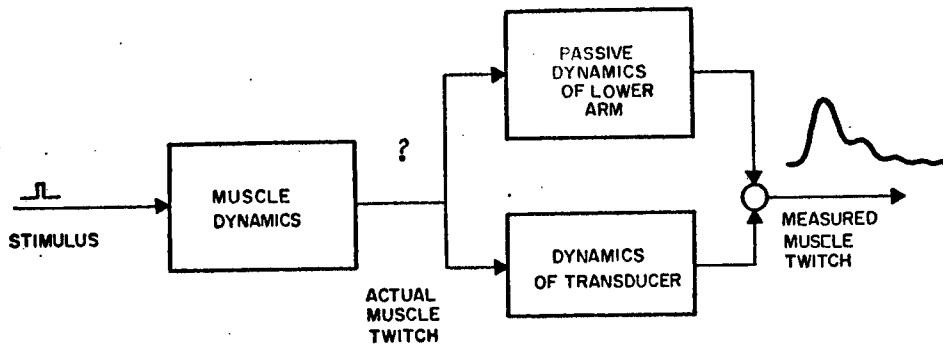 STIMULUS
MUSCLE
DYNAMICS
?
ACTUAL
MUSCLE
TWITCH
PASSIVE
DYNAMICS
OF LOWER
ARM
DYNAMICS
OF TRANSDUCER
MEASURED
MUSCLE
TWITCH